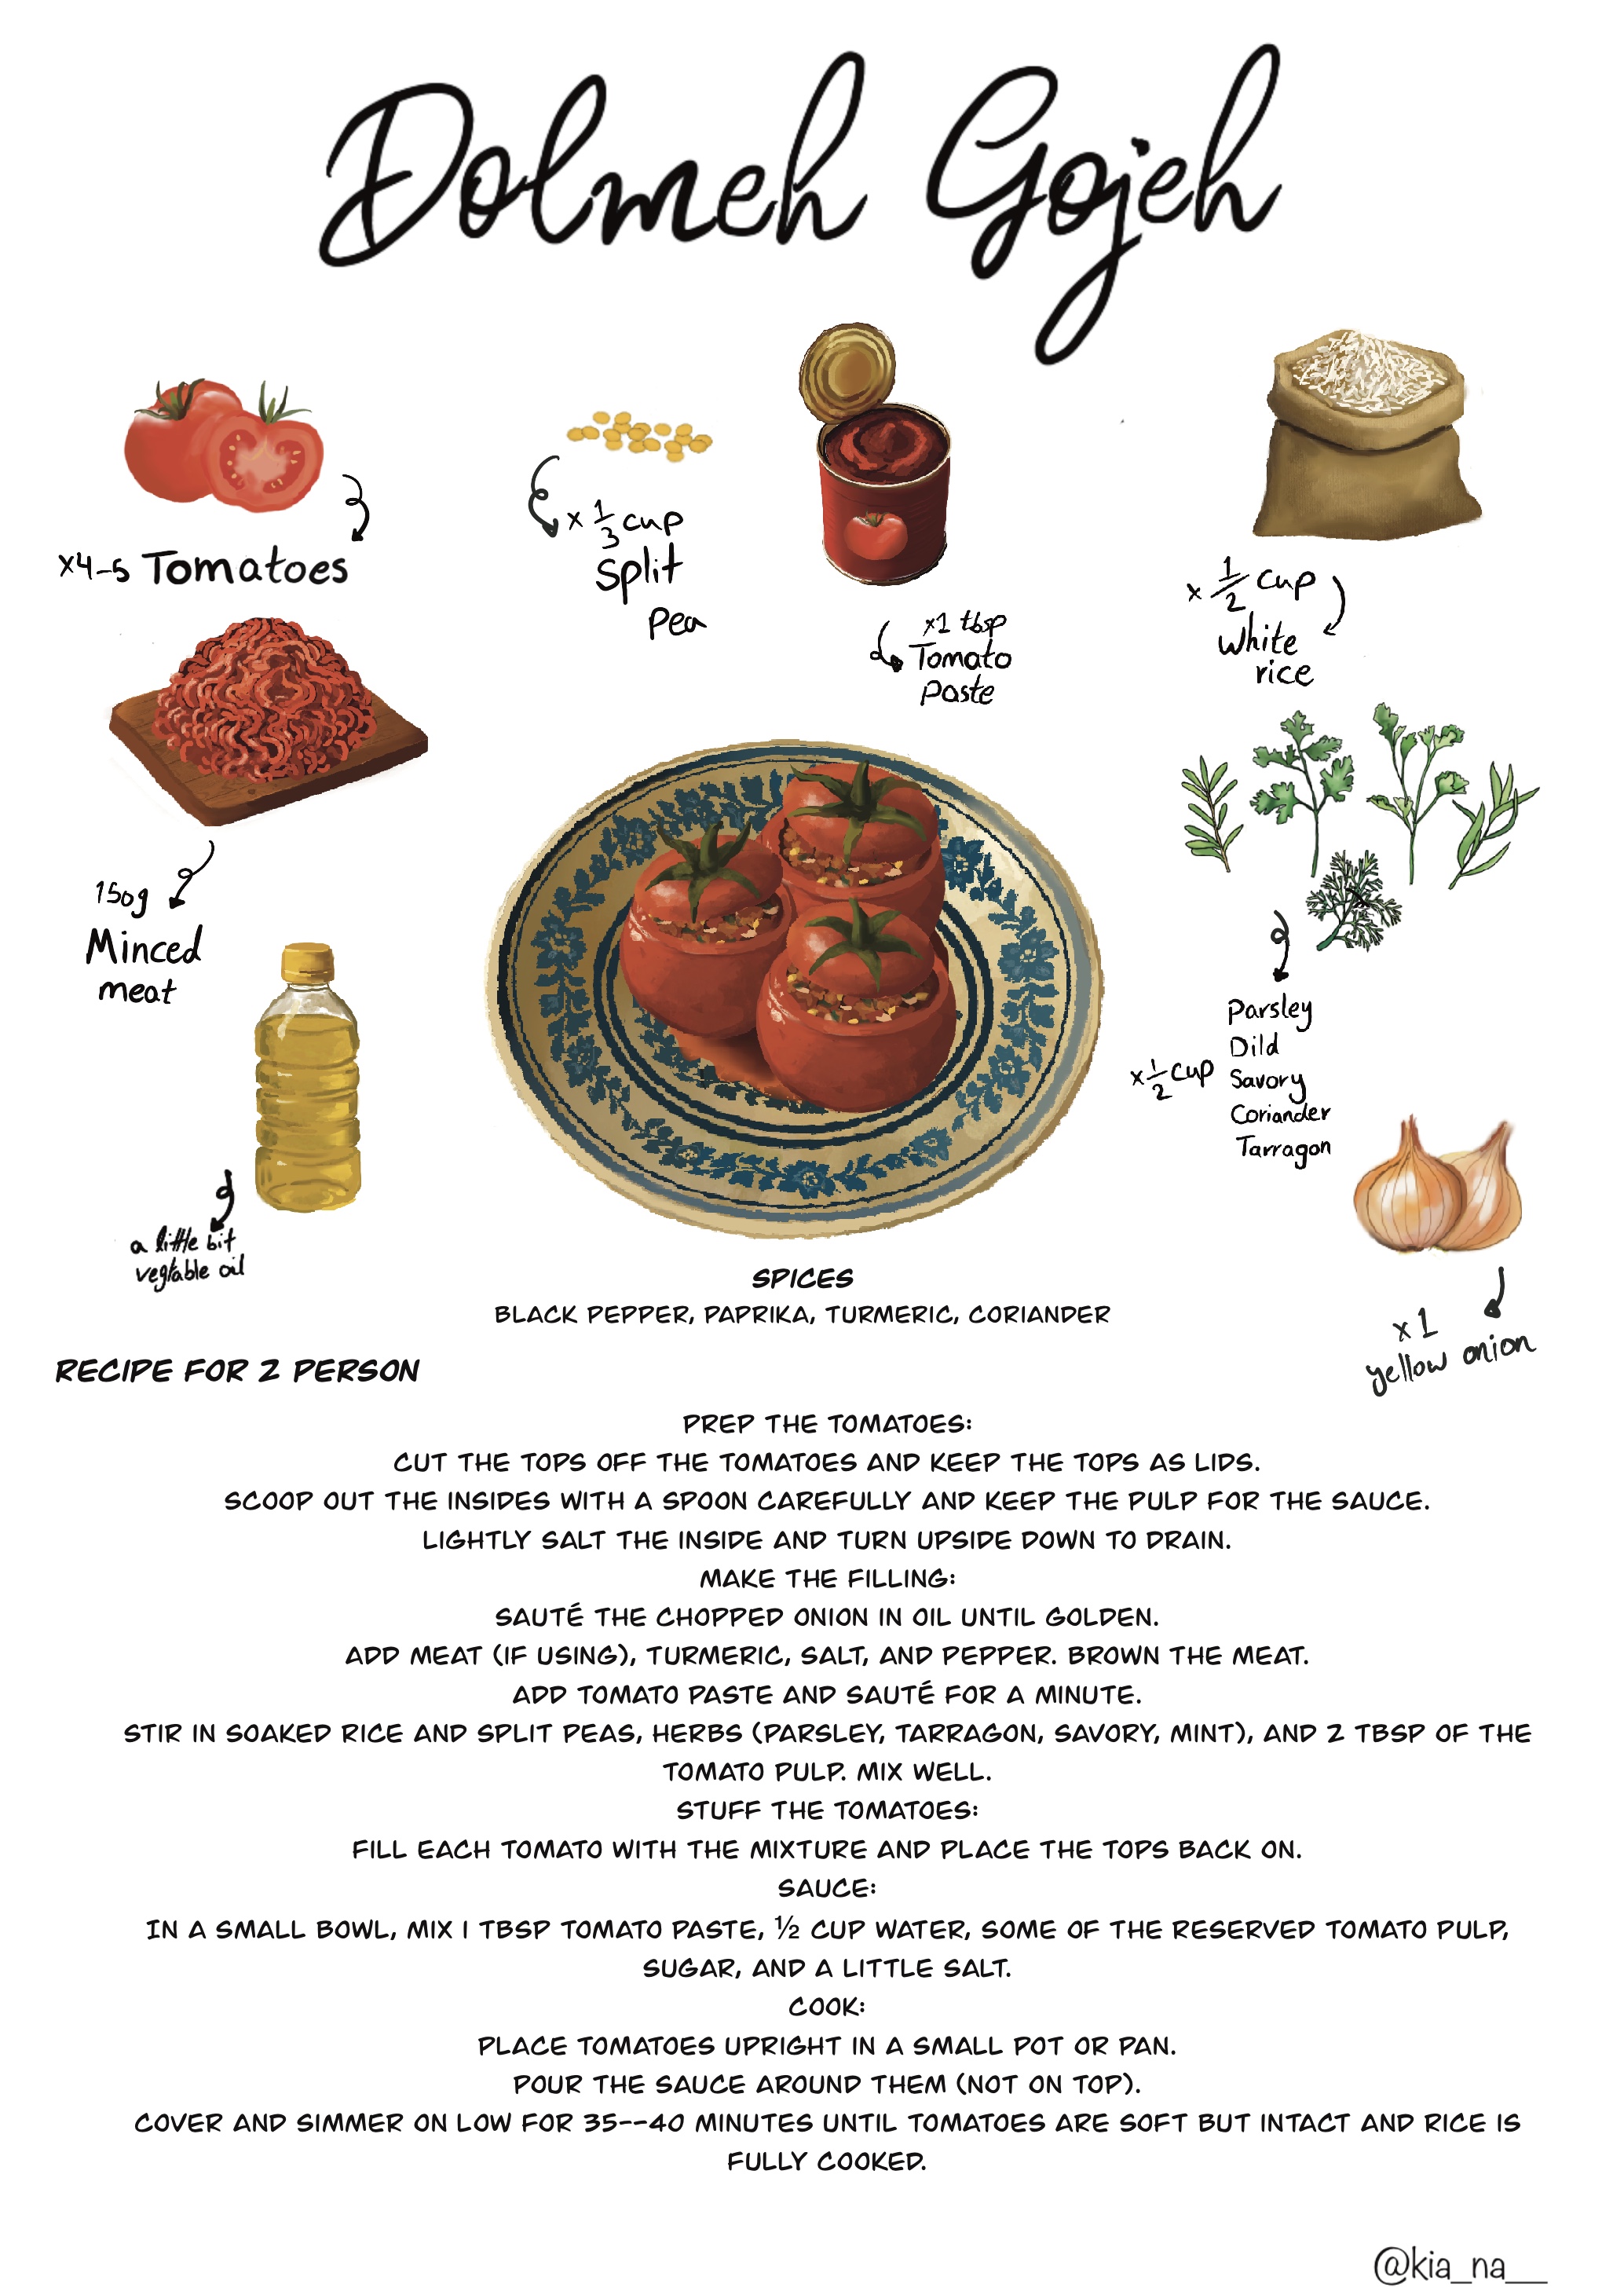 Dolmeh Gojeh
x4-5 Tomatoes
x 1/3 cup
Split
Pea
x1 tbsp
Tomato
Paste
x 1/2 cup
White
rice
150g
Minced
meat
Parsley
Dild
x 1/2 cup
Savory
Coriander
Tarragon
a little bit
vegtable oil
x1
yellow onion
SPICES
BLACK PEPPER, PAPRIKA, TURMERIC, CORIANDER
RECIPE FOR 2 PERSON
PREP THE TOMATOES:
CUT THE TOPS OFF THE TOMATOES AND KEEP THE TOPS AS LIDS.
SCOOP OUT THE INSIDES WITH A SPOON CAREFULLY AND KEEP THE PULP FOR THE SAUCE.
LIGHTLY SALT THE INSIDE AND TURN UPSIDE DOWN TO DRAIN.
MAKE THE FILLING:
SAUTÉ THE CHOPPED ONION IN OIL UNTIL GOLDEN.
ADD MEAT (IF USING), TURMERIC, SALT, AND PEPPER. BROWN THE MEAT.
ADD TOMATO PASTE AND SAUTÉ FOR A MINUTE.
STIR IN SOAKED RICE AND SPLIT PEAS, HERBS (PARSLEY, TARRAGON, SAVORY, MINT), AND 2 TBSP OF THE
TOMATO PULP. MIX WELL.
STUFF THE TOMATOES:
FILL EACH TOMATO WITH THE MIXTURE AND PLACE THE TOPS BACK ON.
SAUCE:
IN A SMALL BOWL, MIX 1 TBSP TOMATO PASTE, ½ CUP WATER, SOME OF THE RESERVED TOMATO PULP,
SUGAR, AND A LITTLE SALT.
COOK:
PLACE TOMATOES UPRIGHT IN A SMALL POT OR PAN.
POUR THE SAUCE AROUND THEM (NOT ON TOP).
COVER AND SIMMER ON LOW FOR 35--40 MINUTES UNTIL TOMATOES ARE SOFT BUT INTACT AND RICE IS
FULLY COOKED.
@kia_na__